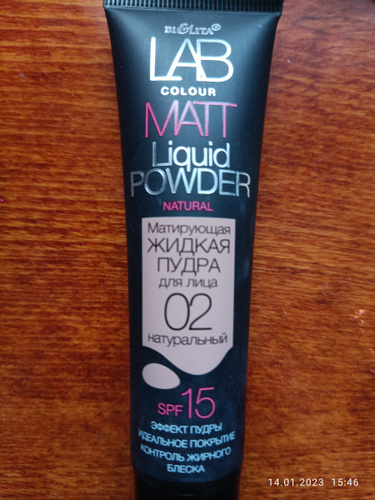 BIELITA®
LAB
COLOUR
MATT
Liquid
POWDER
NATURAL
Матирующая
ЖИДКАЯ
ПУДРА
для лица
02
натуральный
SPF 15
ЭФФЕКТ ПУДРЫ
ИДЕАЛЬНОЕ ПОКРЫТИЕ
КОНТРОЛЬ ЖИРНОГО
БЛЕСКА
14.01.2023 15:46